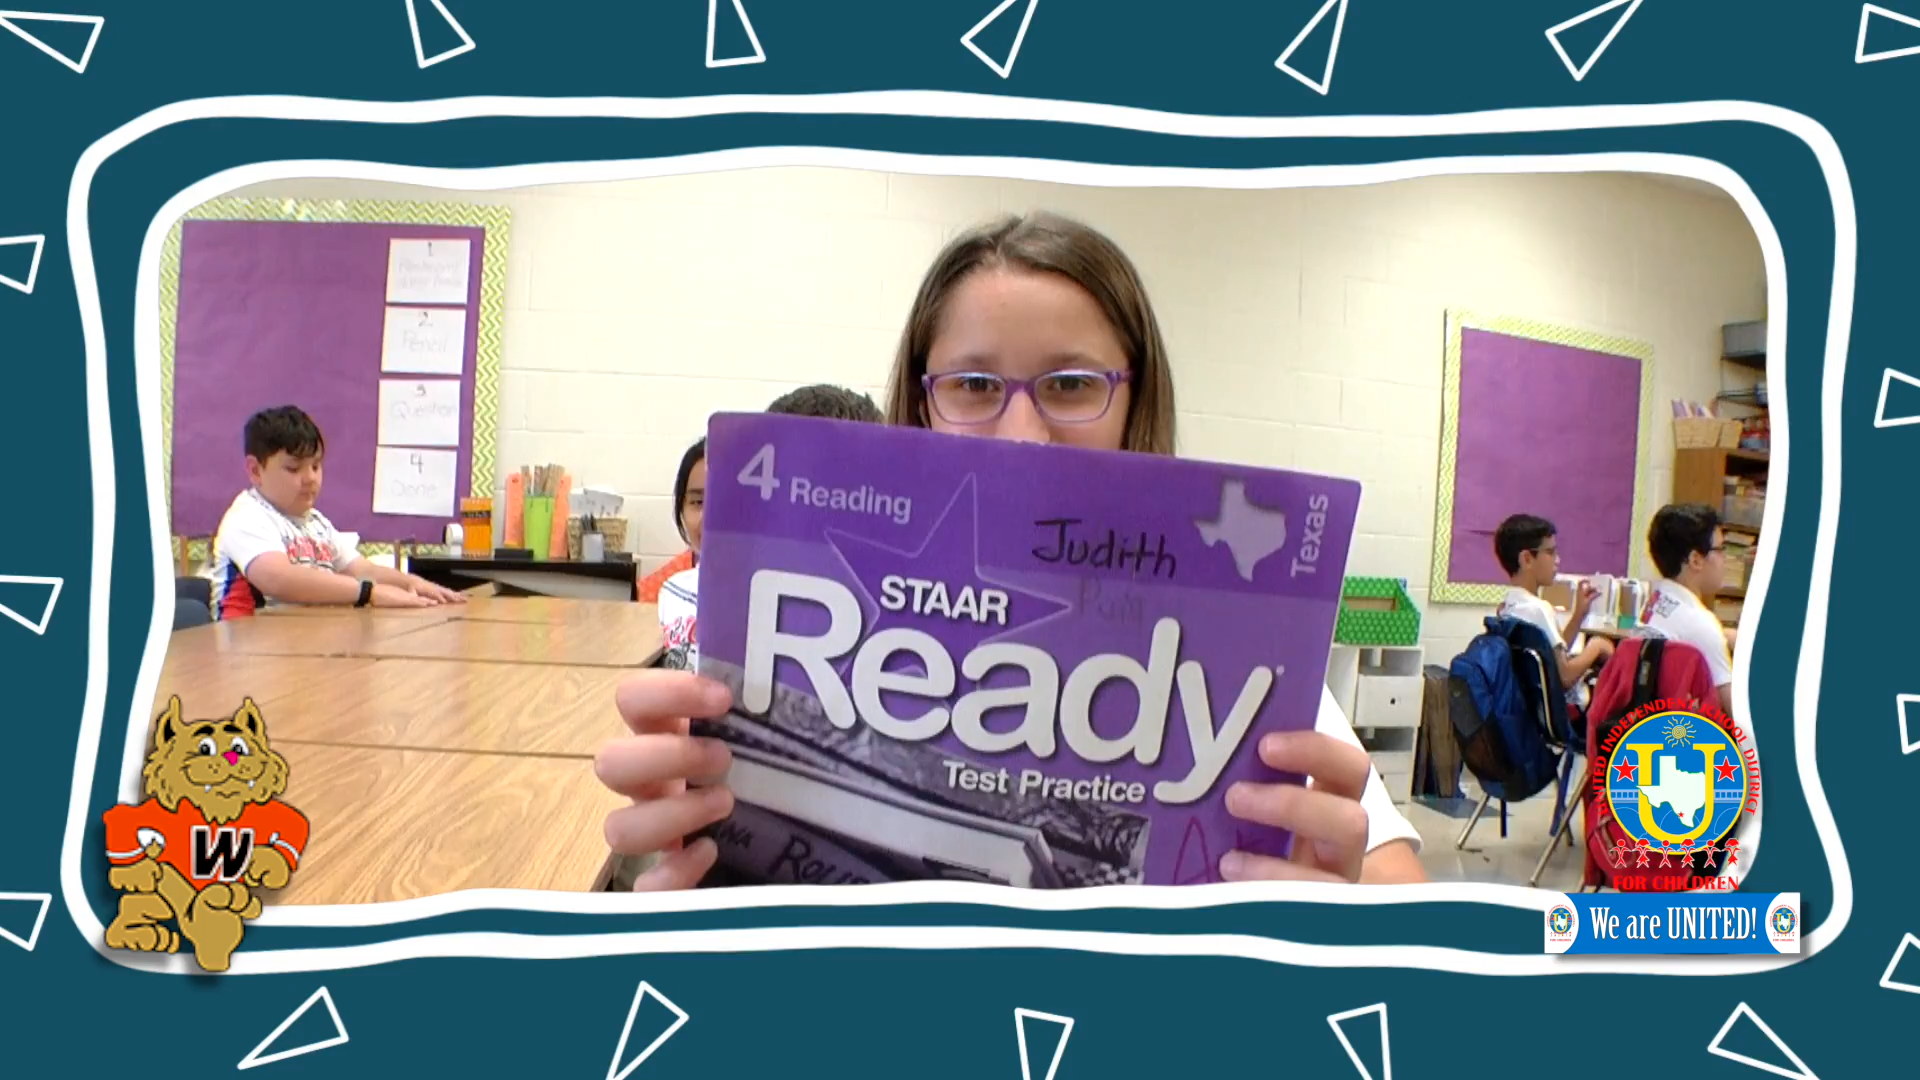 1
2
Pencil
3
Question
4
Done
4 Reading
Judith
Texas
STAAR
Ready
Test Practice
W
UNITED INDEPENDENT SCHOOL DISTRICT
U
FOR CHILDREN
We are UNITED!